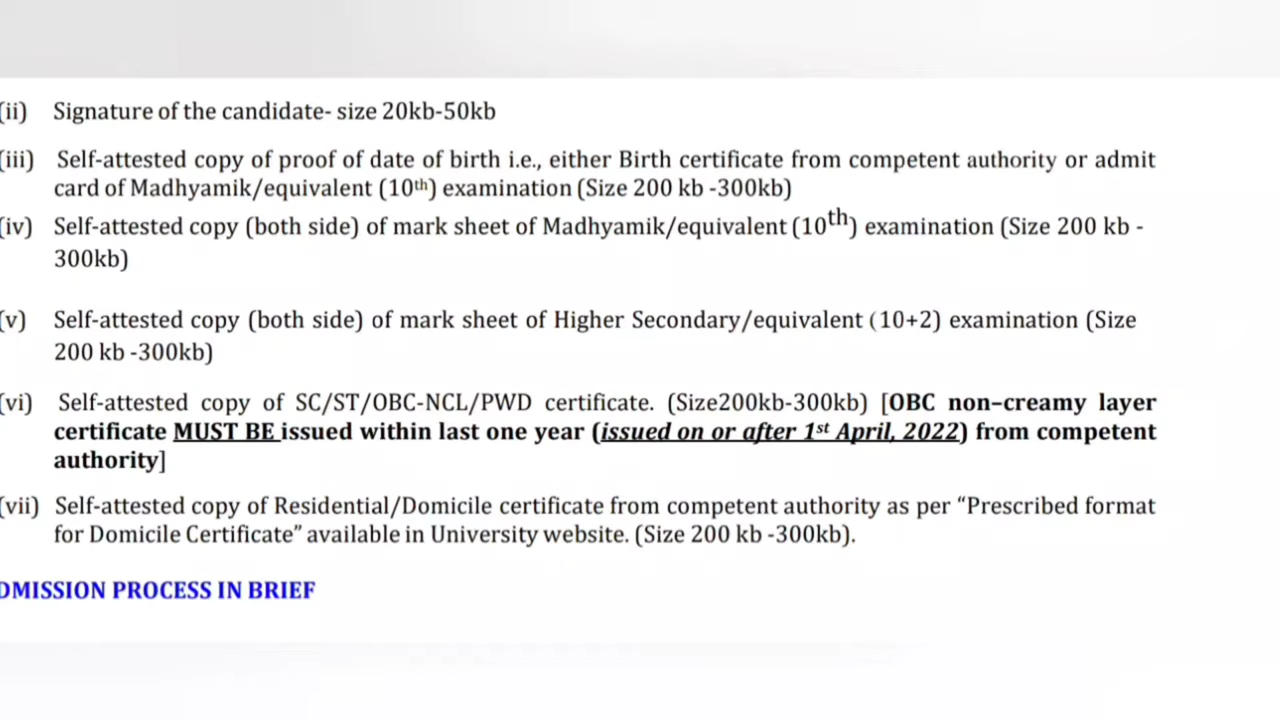 (ii) Signature of the candidate- size 20kb-50kb
(iii) Self-attested copy of proof of date of birth i.e., either Birth certificate from competent authority or admit
card of Madhyamik/equivalent (10th) examination (Size 200 kb -300kb)
(iv) Self-attested copy (both side) of mark sheet of Madhyamik/equivalent (10th) examination (Size 200 kb -
300kb)
(v) Self-attested copy (both side) of mark sheet of Higher Secondary/equivalent (10+2) examination (Size
200 kb -300kb)
(vi) Self-attested copy of SC/ST/OBC-NCL/PWD certificate. (Size200kb-300kb) [OBC non–creamy layer
certificate MUST BE issued within last one year (issued on or after 1st April, 2022) from competent
authority]
(vii) Self-attested copy of Residential/Domicile certificate from competent authority as per “Prescribed format
for Domicile Certificate” available in University website. (Size 200 kb -300kb).
DMISSION PROCESS IN BRIEF